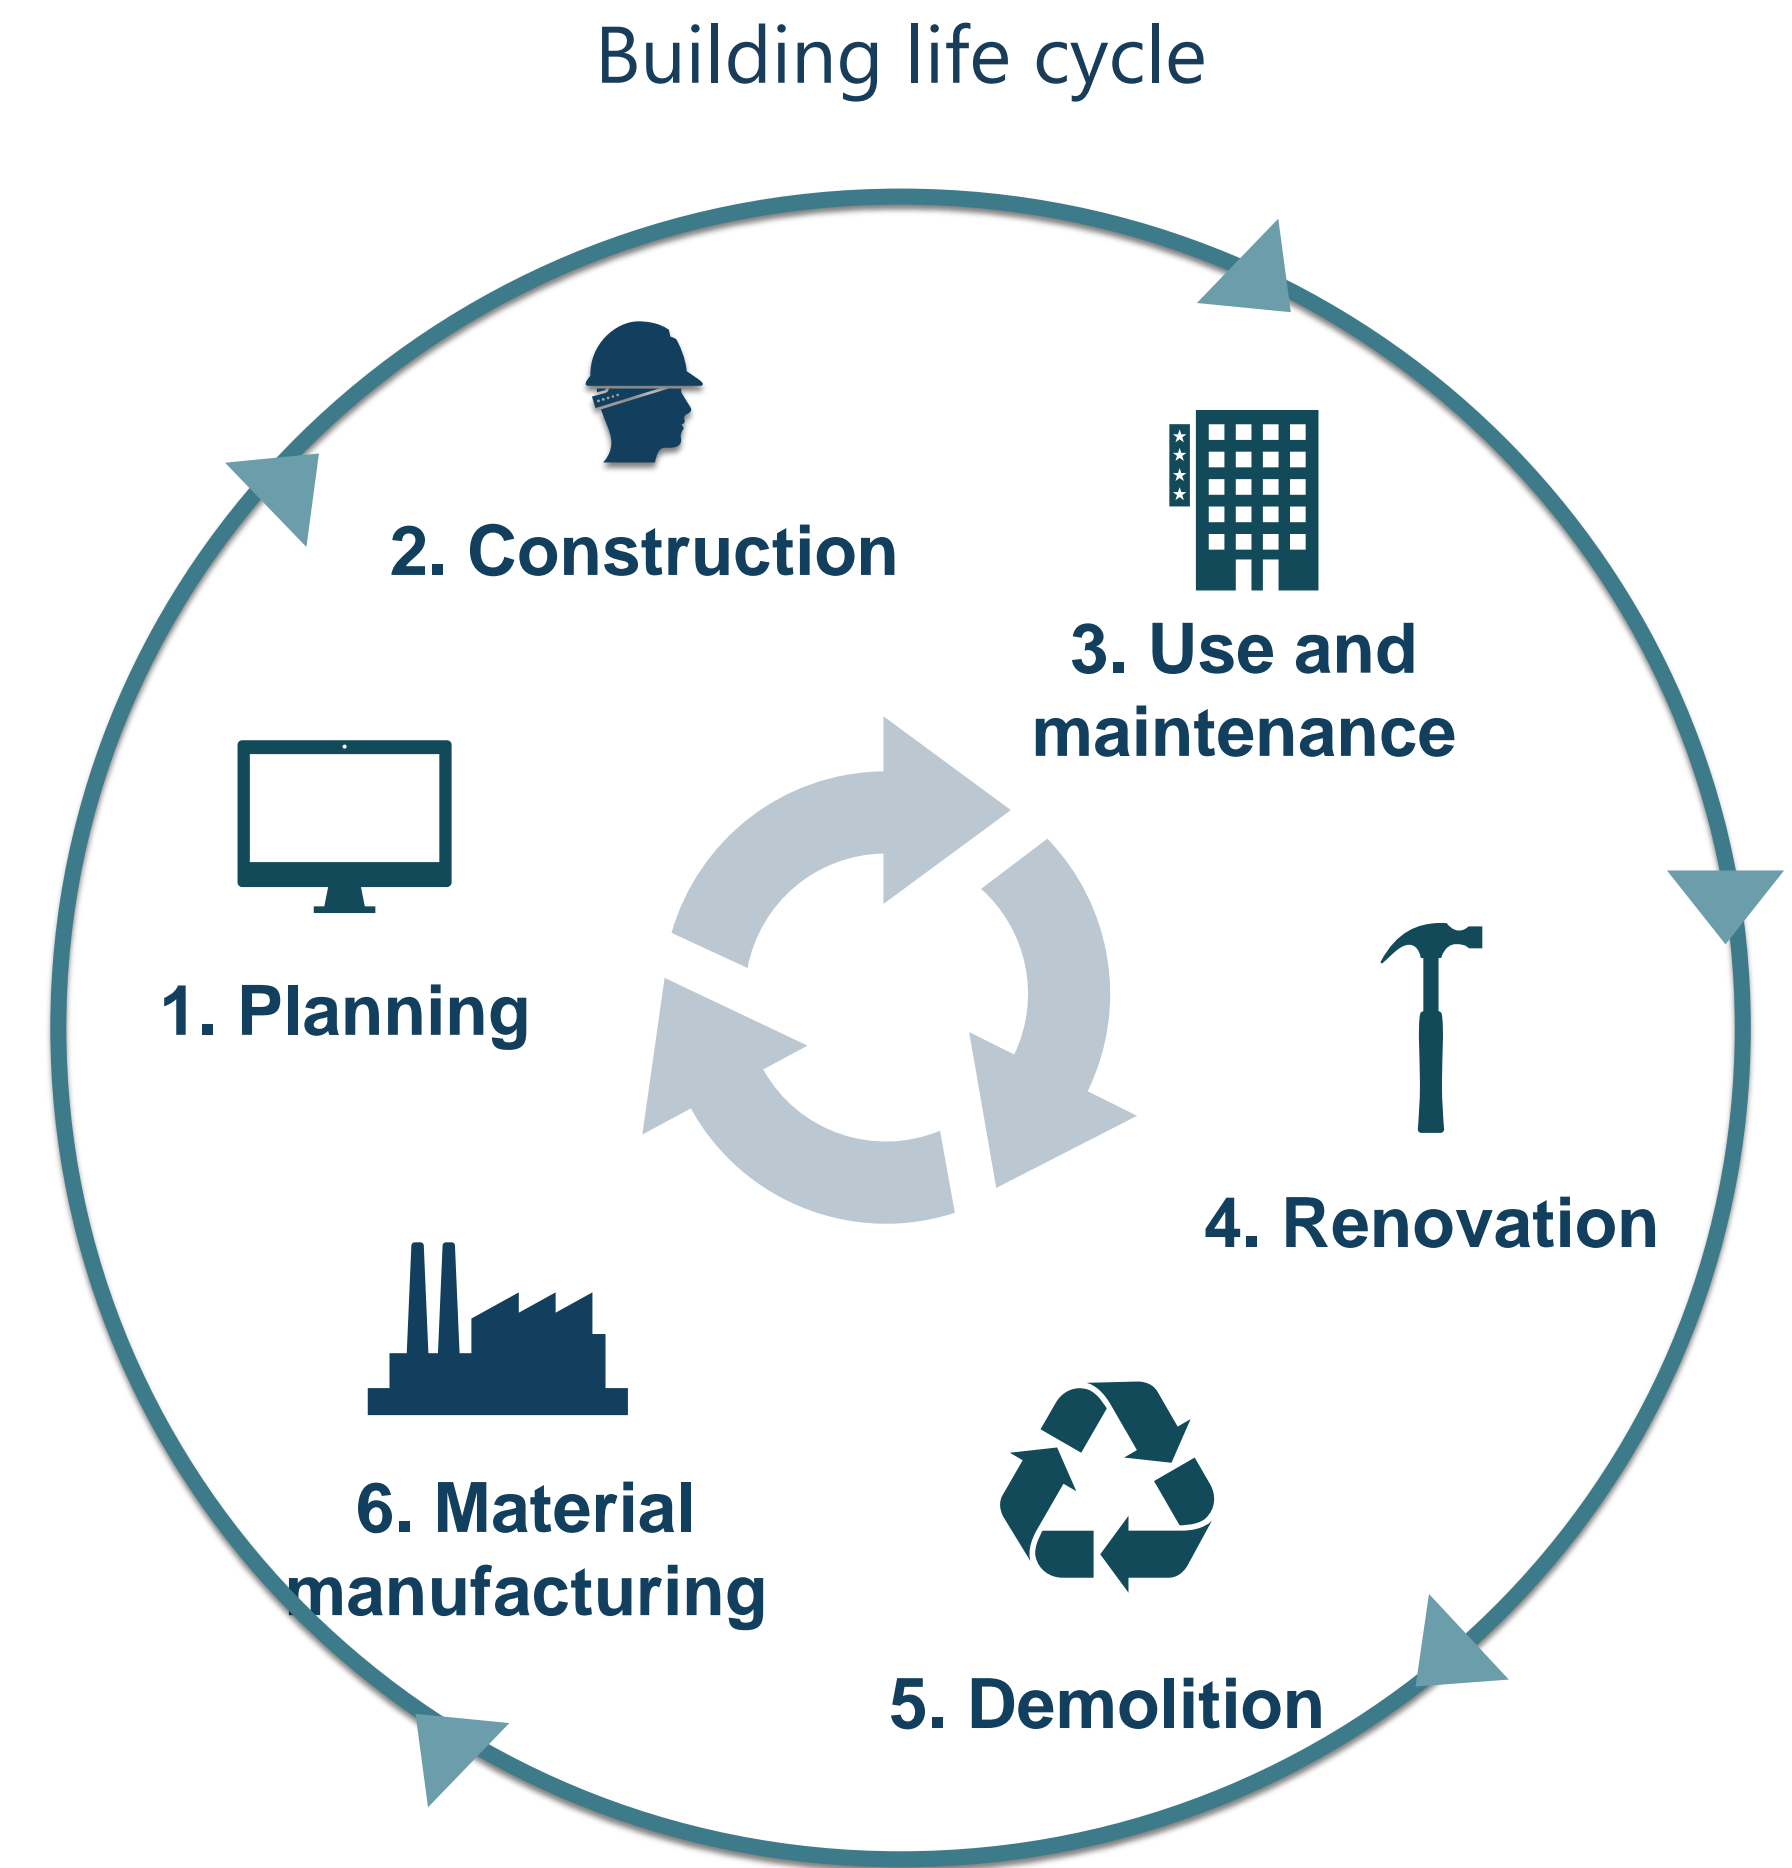 Building life cycle
1. Planning
2. Construction
3. Use and
maintenance
4. Renovation
5. Demolition
6. Material
manufacturing